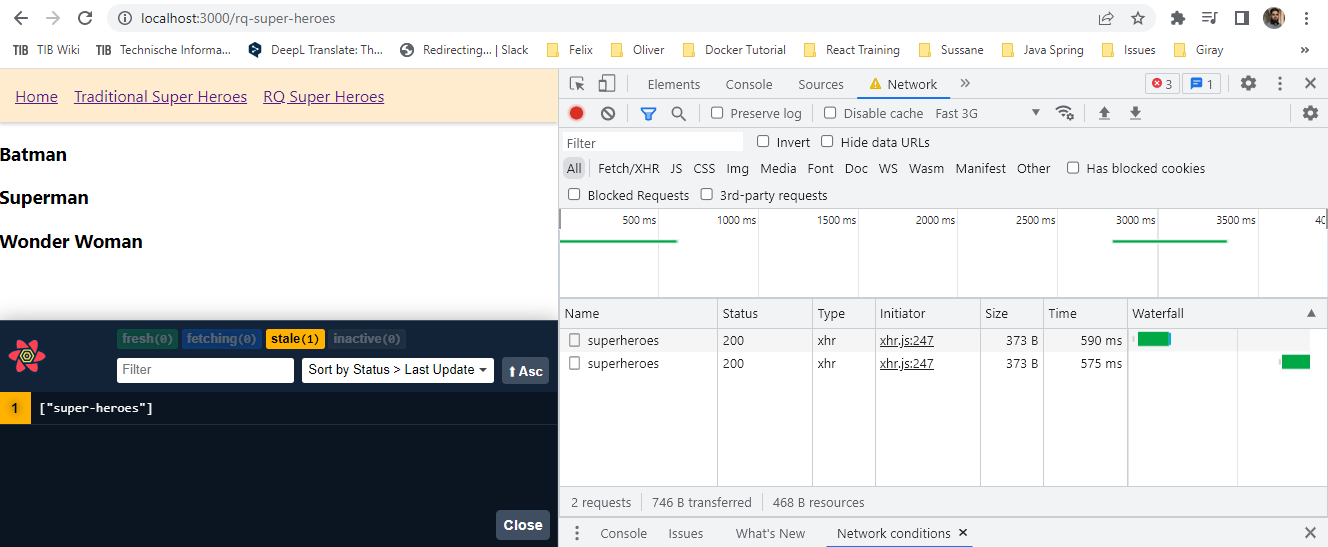 localhost:3000/rq-super-heroes
TIB TIB Wiki TIB Technische Informa... DeepL Translate: Th... Redirecting... | Slack Felix Oliver Docker Tutorial React Training Sussane Java Spring Issues Giray »
Home Traditional Super Heroes RQ Super Heroes
Batman
Superman
Wonder Woman
fresh(0) fetching(0) stale(1) inactive(0)
Filter Sort by Status > Last Update ⬆ Asc
1 ["super-heroes"]
Close
Elements Console Sources Network » 3 1
Preserve log Disable cache Fast 3G
Filter Invert Hide data URLs
All Fetch/XHR JS CSS Img Media Font Doc WS Wasm Manifest Other Has blocked cookies
Blocked Requests 3rd-party requests
500 ms 1000 ms 1500 ms 2000 ms 2500 ms 3000 ms 3500 ms 40
Name Status Type Initiator Size Time Waterfall
superheroes 200 xhr xhr.js:247 373 B 590 ms
superheroes 200 xhr xhr.js:247 373 B 575 ms
2 requests 746 B transferred 468 B resources
Console Issues What's New Network conditions